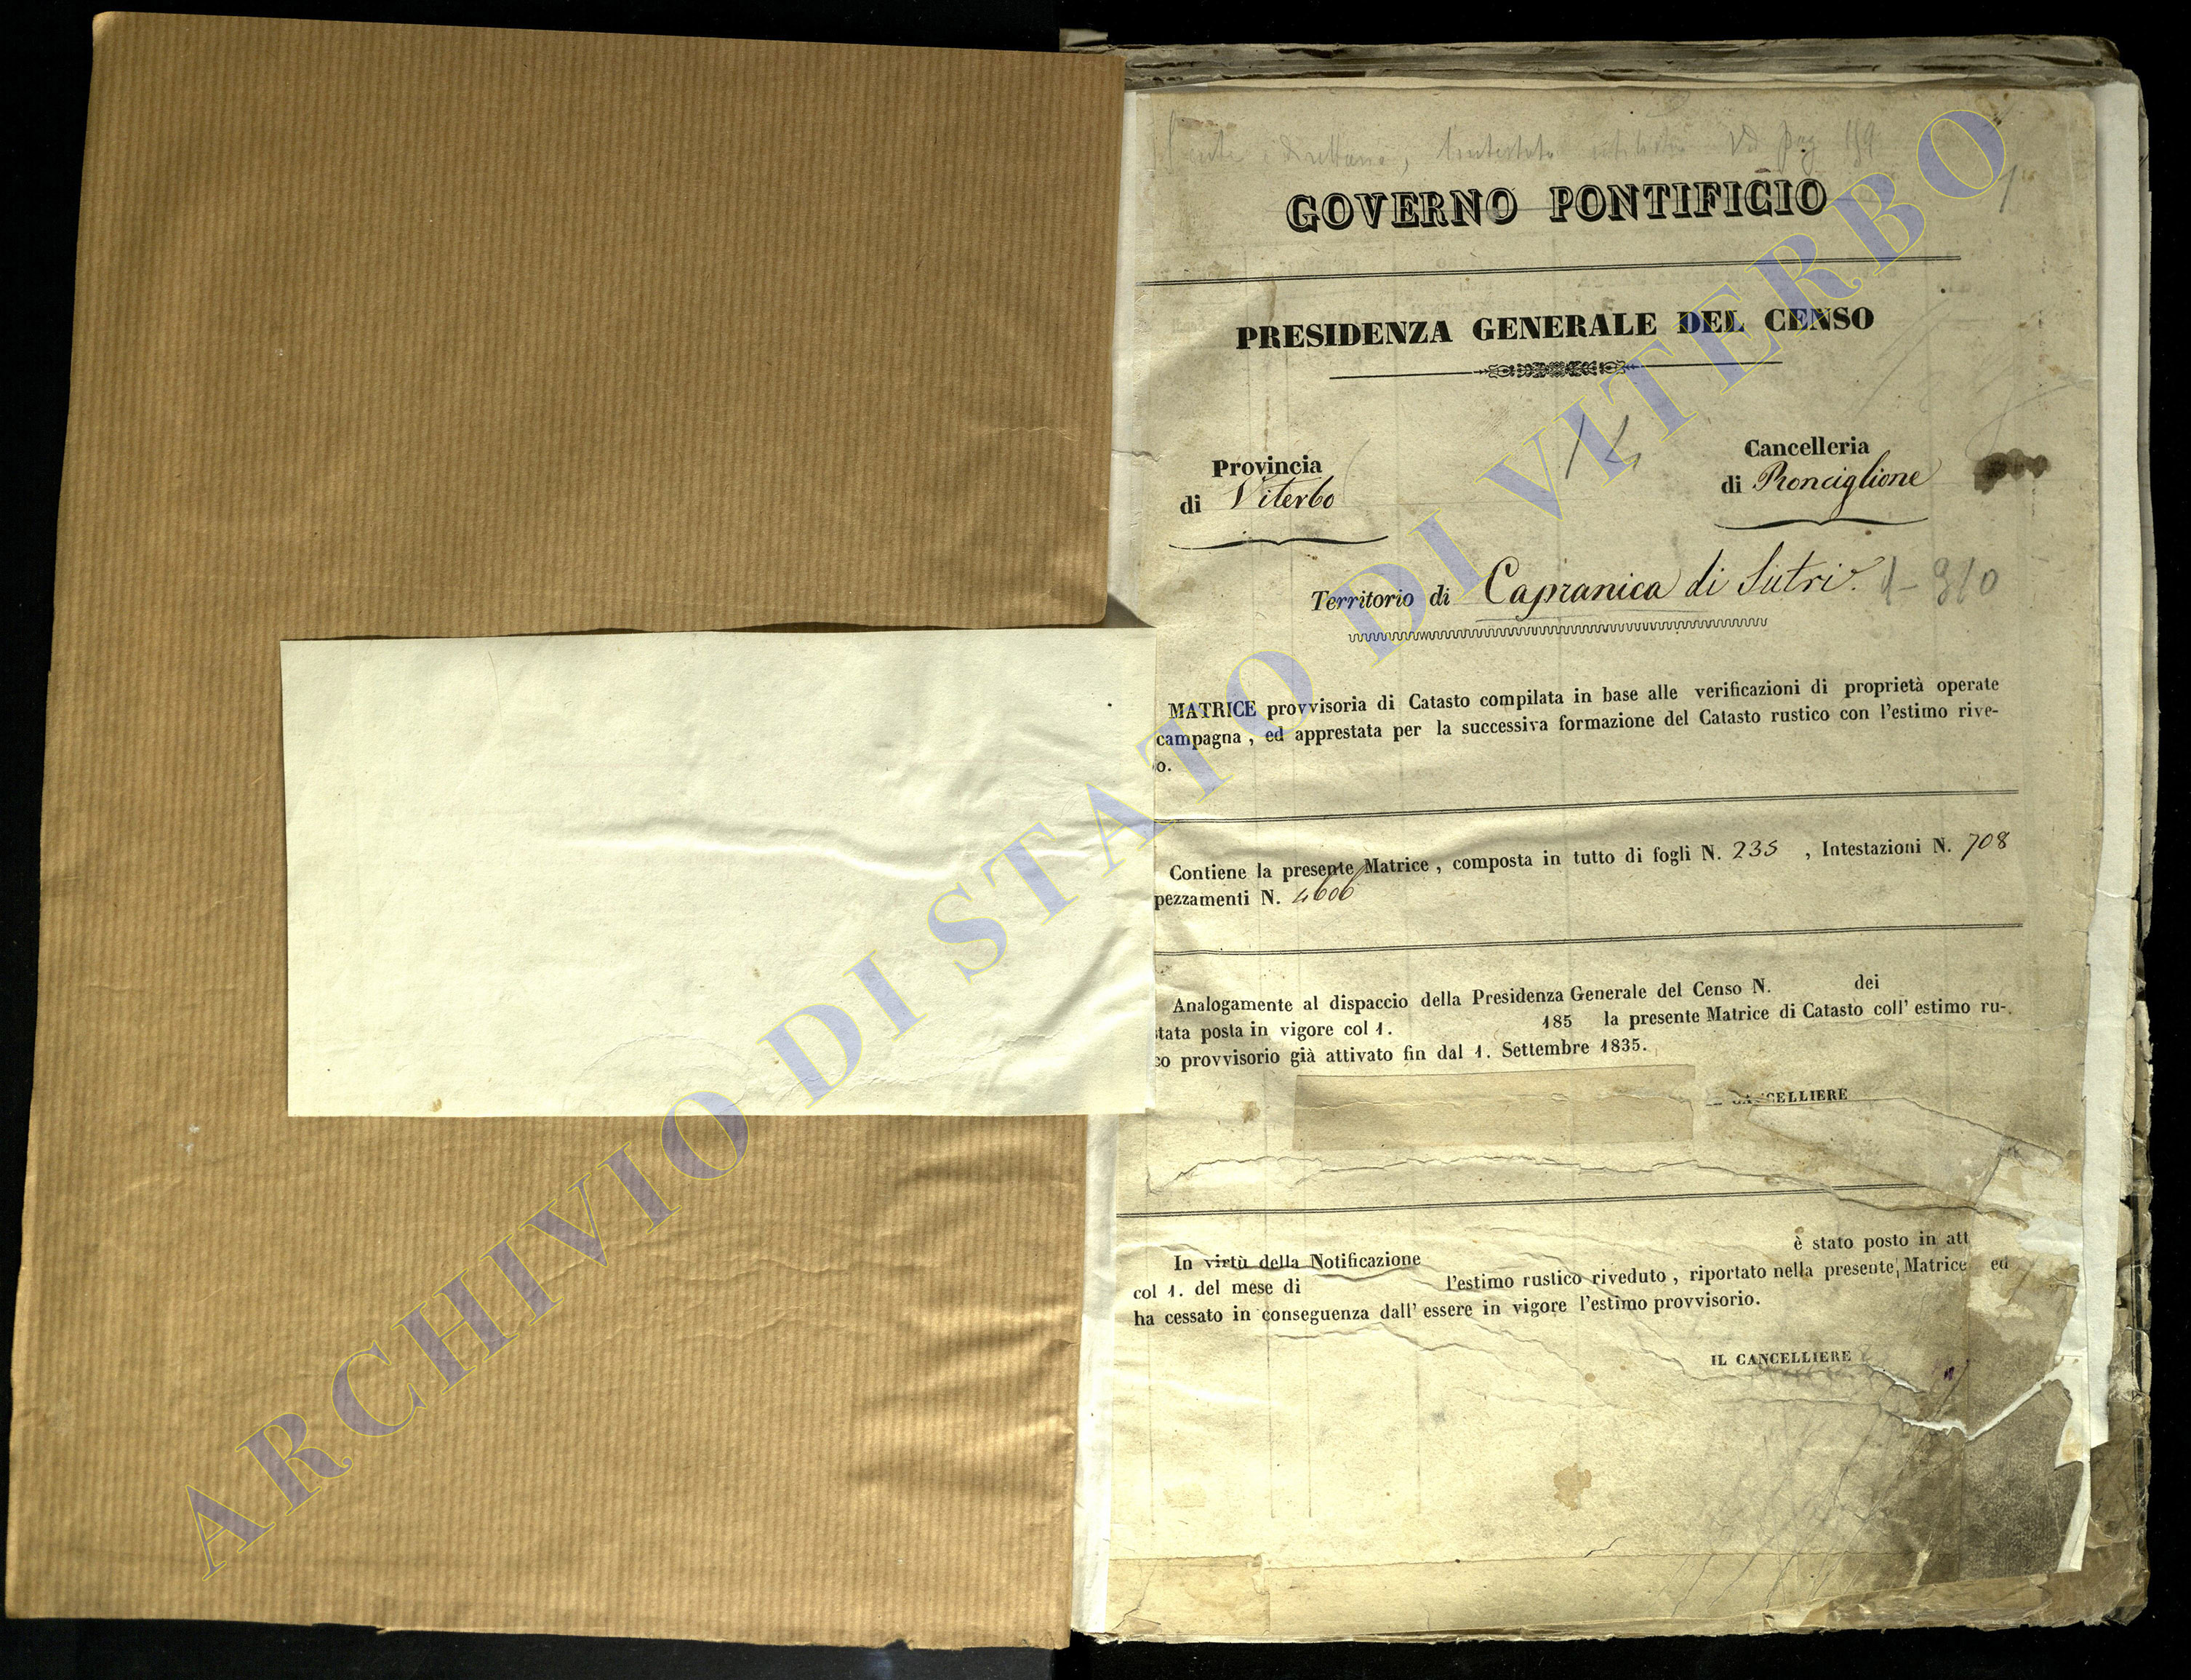 GOVERNO PONTIFICIO
PRESIDENZA GENERALE DEL CENSO
Provincia
di Viterbo
14
Cancelleria
di Ronciglione
Territorio di Capranica di Sutri. 1-310
MATRICE provvisoria di Catasto compilata in base alle verificazioni di proprietà operate
campagna, ed apprestata per la successiva formazione del Catasto rustico con l'estimo rive-
o.
Contiene la presente Matrice, composta in tutto di fogli N. 235 , Intestazioni N. 708
pezzamenti N. 4606
Analogamente al dispaccio della Presidenza Generale del Censo N. dei
tata posta in vigore col 1. 185 la presente Matrice di Catasto coll' estimo ru-
co provvisorio già attivato fin dal 1. Settembre 1835.
CANCELLIERE
In virtù della Notificazione è stato posto in att
col 1. del mese di l'estimo rustico riveduto, riportato nella presente Matrice ed
ha cessato in conseguenza dall' essere in vigore l'estimo provvisorio.
IL CANCELLIERE
ARCHIVIO DI STATO DI VITERBO